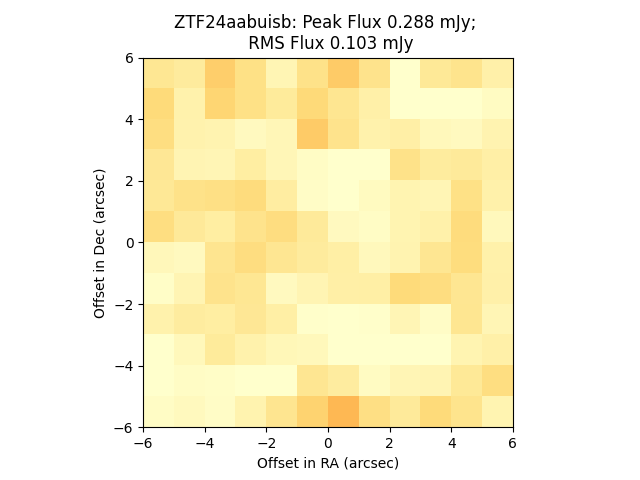 ZTF24aabuisb: Peak Flux 0.288 mJy;
RMS Flux 0.103 mJy
6
4
2
0
−2
−4
−6
Offset in Dec (arcsec)
−6 −4 −2 0 2 4 6
Offset in RA (arcsec)